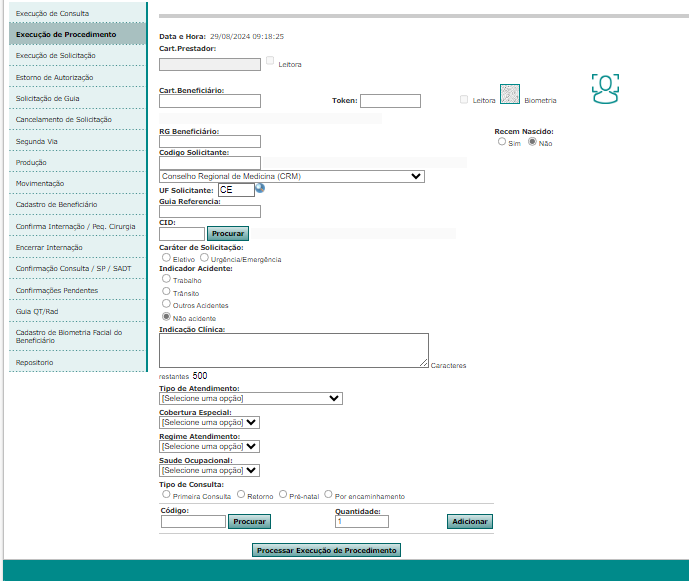 Execução de Consulta
Execução de Procedimento
Execução de Solicitação
Estorno de Autorização
Solicitação de Guia
Cancelamento de Solicitação
Segunda Via
Produção
Movimentação
Cadastro de Beneficiário
Confirma Internação / Peq. Cirurgia
Encerrar Internação
Confirmação Consulta / SP / SADT
Confirmações Pendentes
Guia QT/Rad
Cadastro de Biometria Facial do
Beneficiário
Repositorio
Data e Hora: 29/08/2024 09:18:25
Cart.Prestador:
Leitora
Cart.Beneficiário:
Token: Leitora Biometria
RG Beneficiário: Recem Nascido:
Sim Não
Codigo Solicitante:
Conselho Regional de Medicina (CRM)
UF Solicitante: CE
Guia Referencia:
CID:
Procurar
Caráter de Solicitação:
Eletivo Urgência/Emergência
Indicador Acidente:
Trabalho
Trânsito
Outros Acidentes
Não acidente
Indicação Clínica:
Caracteres
restantes 500
Tipo de Atendimento:
[Selecione uma opção]
Cobertura Especial:
[Selecione uma opção]
Regime Atendimento:
[Selecione uma opção]
Saude Ocupacional:
[Selecione uma opção]
Tipo de Consulta:
Primeira Consulta Retorno Pré-natal Por encaminhamento
Código: Quantidade:
Procurar 1 Adicionar
Processar Execução de Procedimento